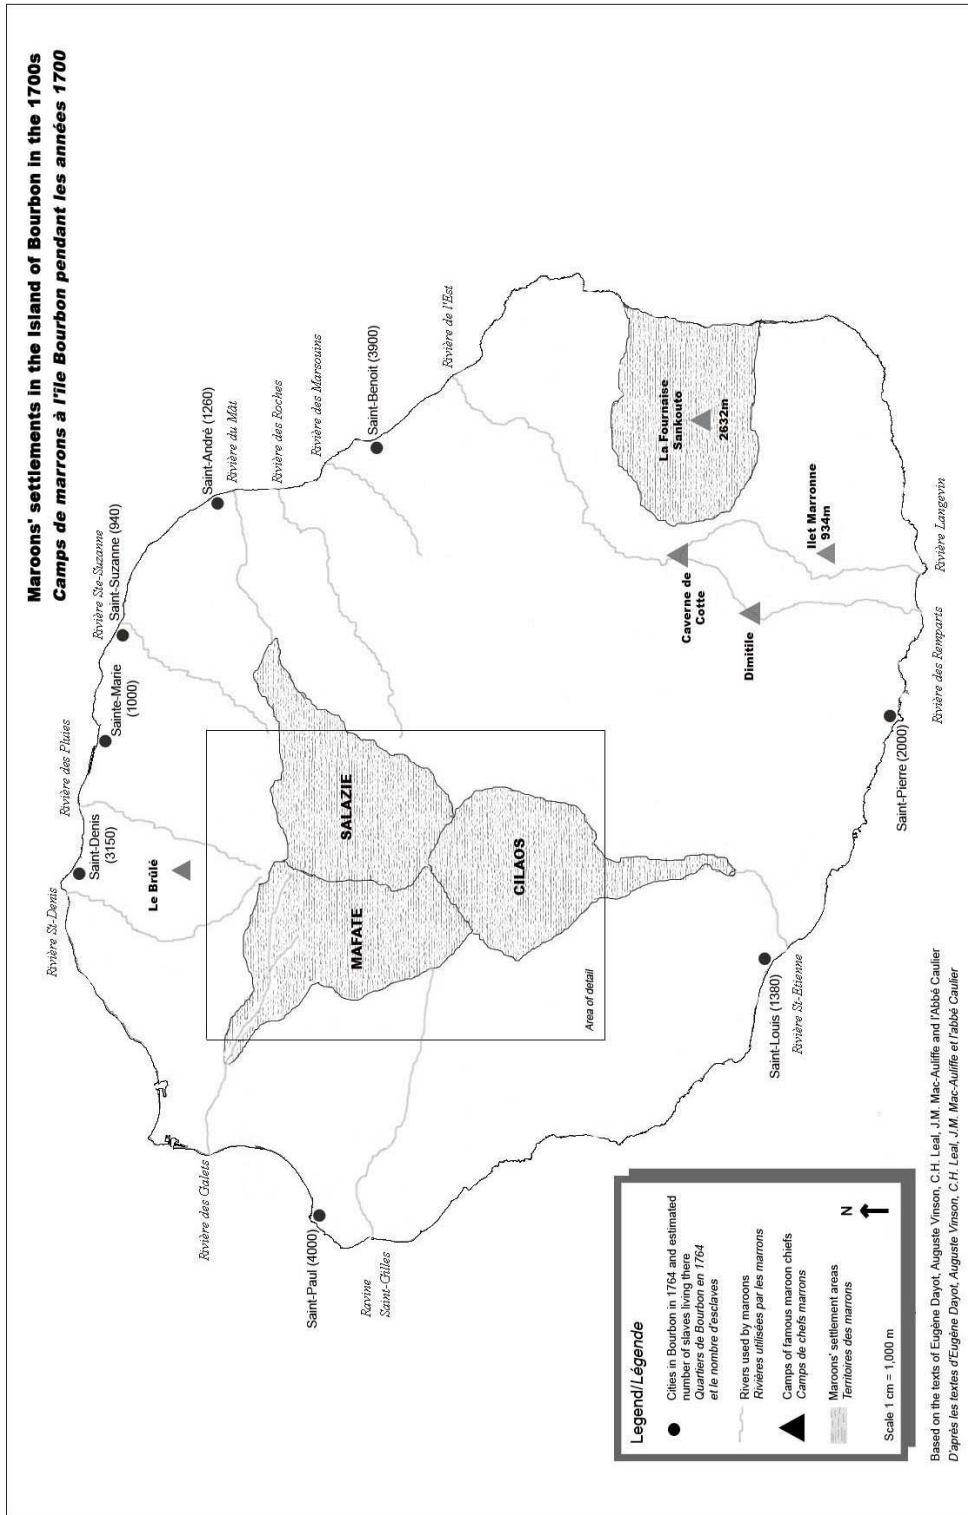 Maroons' settlements in the Island of Bourbon in the 1700s
Camps de marrons à l'île Bourbon pendant les années 1700
Rivière St-Denis
Saint-Denis
(3150)
Rivière des Pluies
Sainte-Marie
(1000)
Rivière Ste-Suzanne
Saint-Suzanne (940)
Saint-André (1260)
Rivière du Mât
Rivière des Roches
Rivière des Marsouins
Saint-Benoit (3900)
Rivière de l'Est
Le Brûlé
Rivière des Galets
Saint-Paul (4000)
Ravine
Saint-Gilles
MAFATE
SALAZIE
CILAOS
Area of detail
La Fournaise
Sankouto
2632m
Caverne de
Cotte
Dimitile
Ilet Marronne
934m
Saint-Louis (1380)
Rivière St-Etienne
Saint-Pierre (2000)
Rivière des Remparts
Rivière Langevin
Legend/Légende
Cities in Bourbon in 1764 and estimated
number of slaves living there
Quartiers de Bourbon en 1764
et le nombre d'esclaves
Rivers used by maroons
Rivières utilisées par les marrons
Camps of famous maroon chiefs
Camps de chefs marrons
Maroons' settlement areas
Territoires des marrons
Scale 1 cm = 1,000 m
N
Based on the texts of Eugène Dayot, Auguste Vinson, C.H. Leal, J.M. Mac-Auliffe and l'Abbé Caulier
D'après les textes d'Eugène Dayot, Auguste Vinson, C.H. Leal, J.M. Mac-Auliffe et l'abbé Caulier